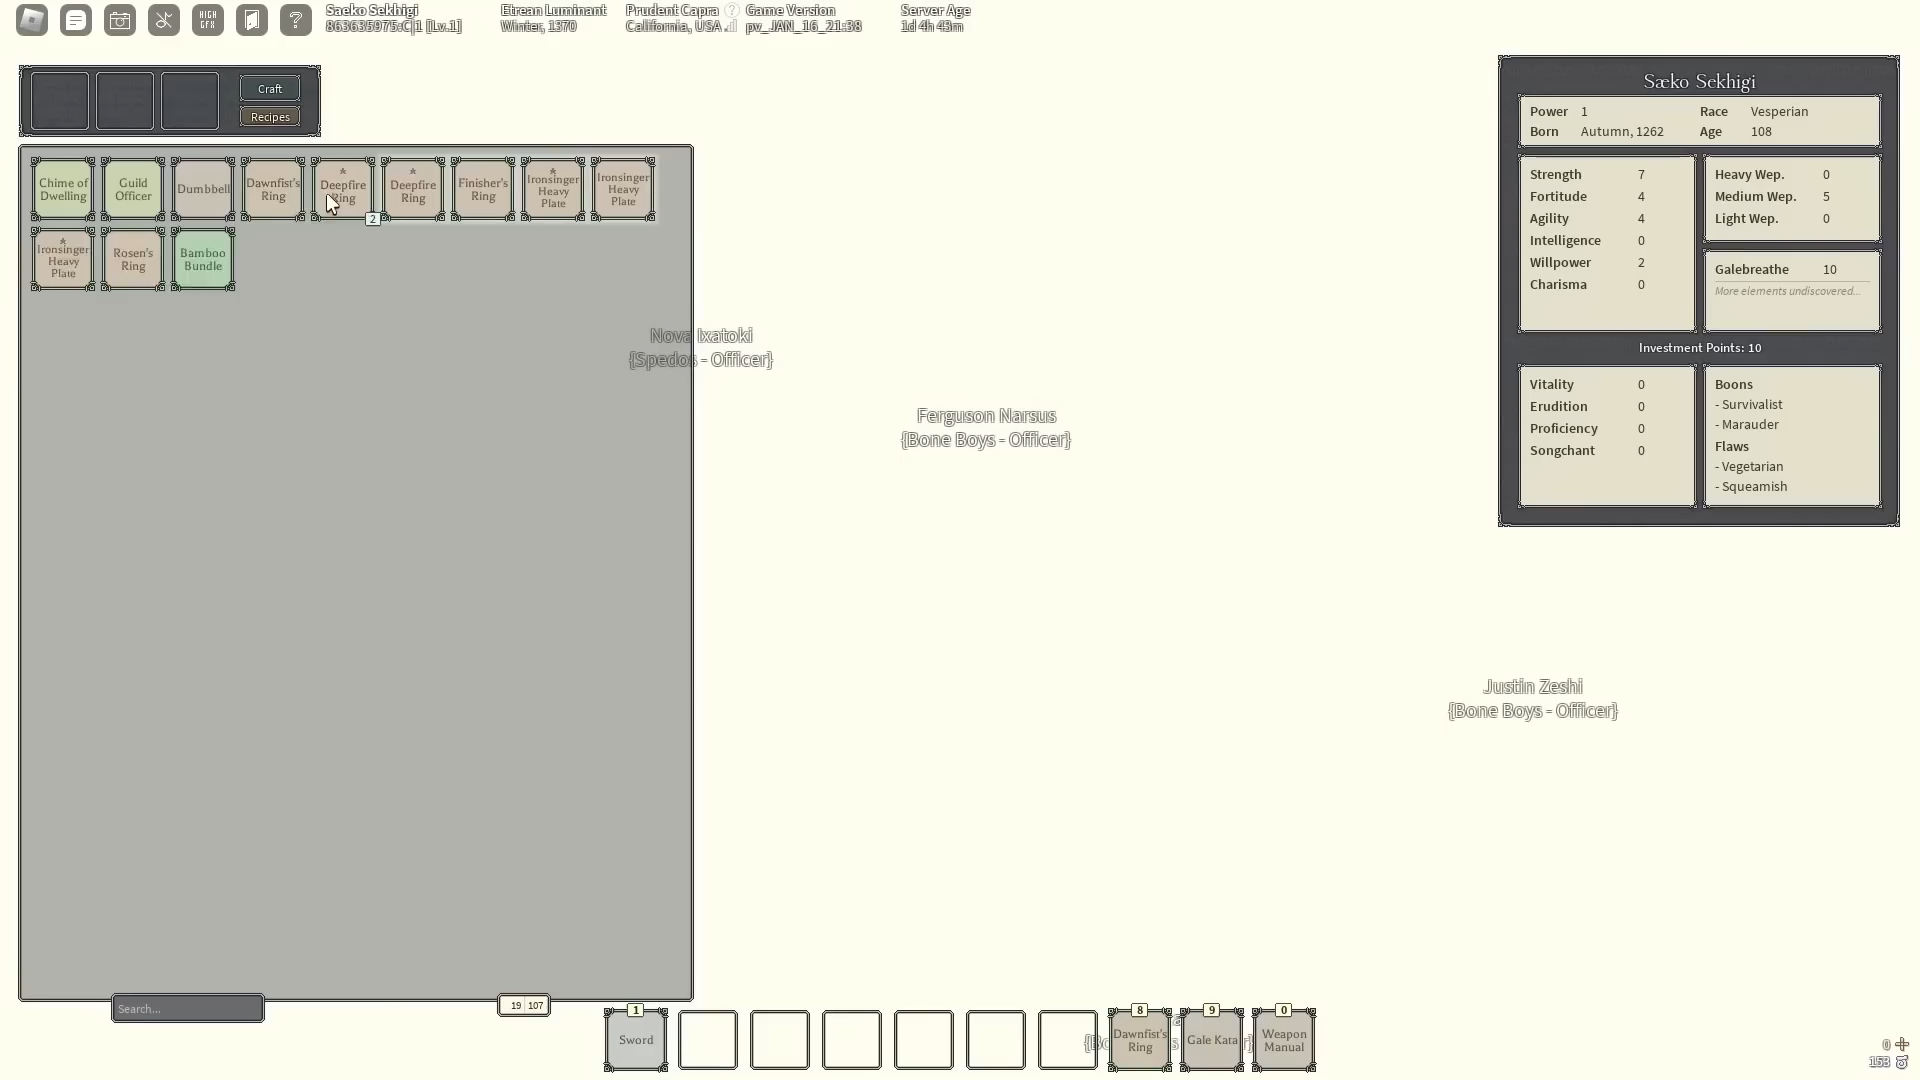 HIGH GFX
?
Saeko Sekhigi
863635975:C|1 [Lv.1]
Etrean Luminant
Winter, 1370
Prudent Capra ?
California, USA
Game Version
pv_JAN_16_21:38
Server Age
1d 4h 43m
Craft
Recipes
Chime of Dwelling
Guild Officer
Dumbbell
Dawnfist's Ring
* Deepfire Ring
2
* Deepfire Ring
Finisher's Ring
* Ironsinger Heavy Plate
Ironsinger Heavy Plate
* Ironsinger Heavy Plate
Rosen's Ring
Bamboo Bundle
Nova Ixatoki
{Spedos - Officer}
Ferguson Narsus
{Bone Boys - Officer}
Justin Zeshi
{Bone Boys - Officer}
Sæko Sekhigi
Power 1
Race Vesperian
Born Autumn, 1262
Age 108
Strength 7
Fortitude 4
Agility 4
Intelligence 0
Willpower 2
Charisma 0
Heavy Wep. 0
Medium Wep. 5
Light Wep. 0
Galebreathe 10
More elements undiscovered...
Investment Points: 10
Vitality 0
Erudition 0
Proficiency 0
Songchant 0
Boons
- Survivalist
- Marauder
Flaws
- Vegetarian
- Squeamish
Search...
19 107
1
Sword
8
Dawnfist's Ring
9
Gale Kata
0
Weapon Manual
0
153